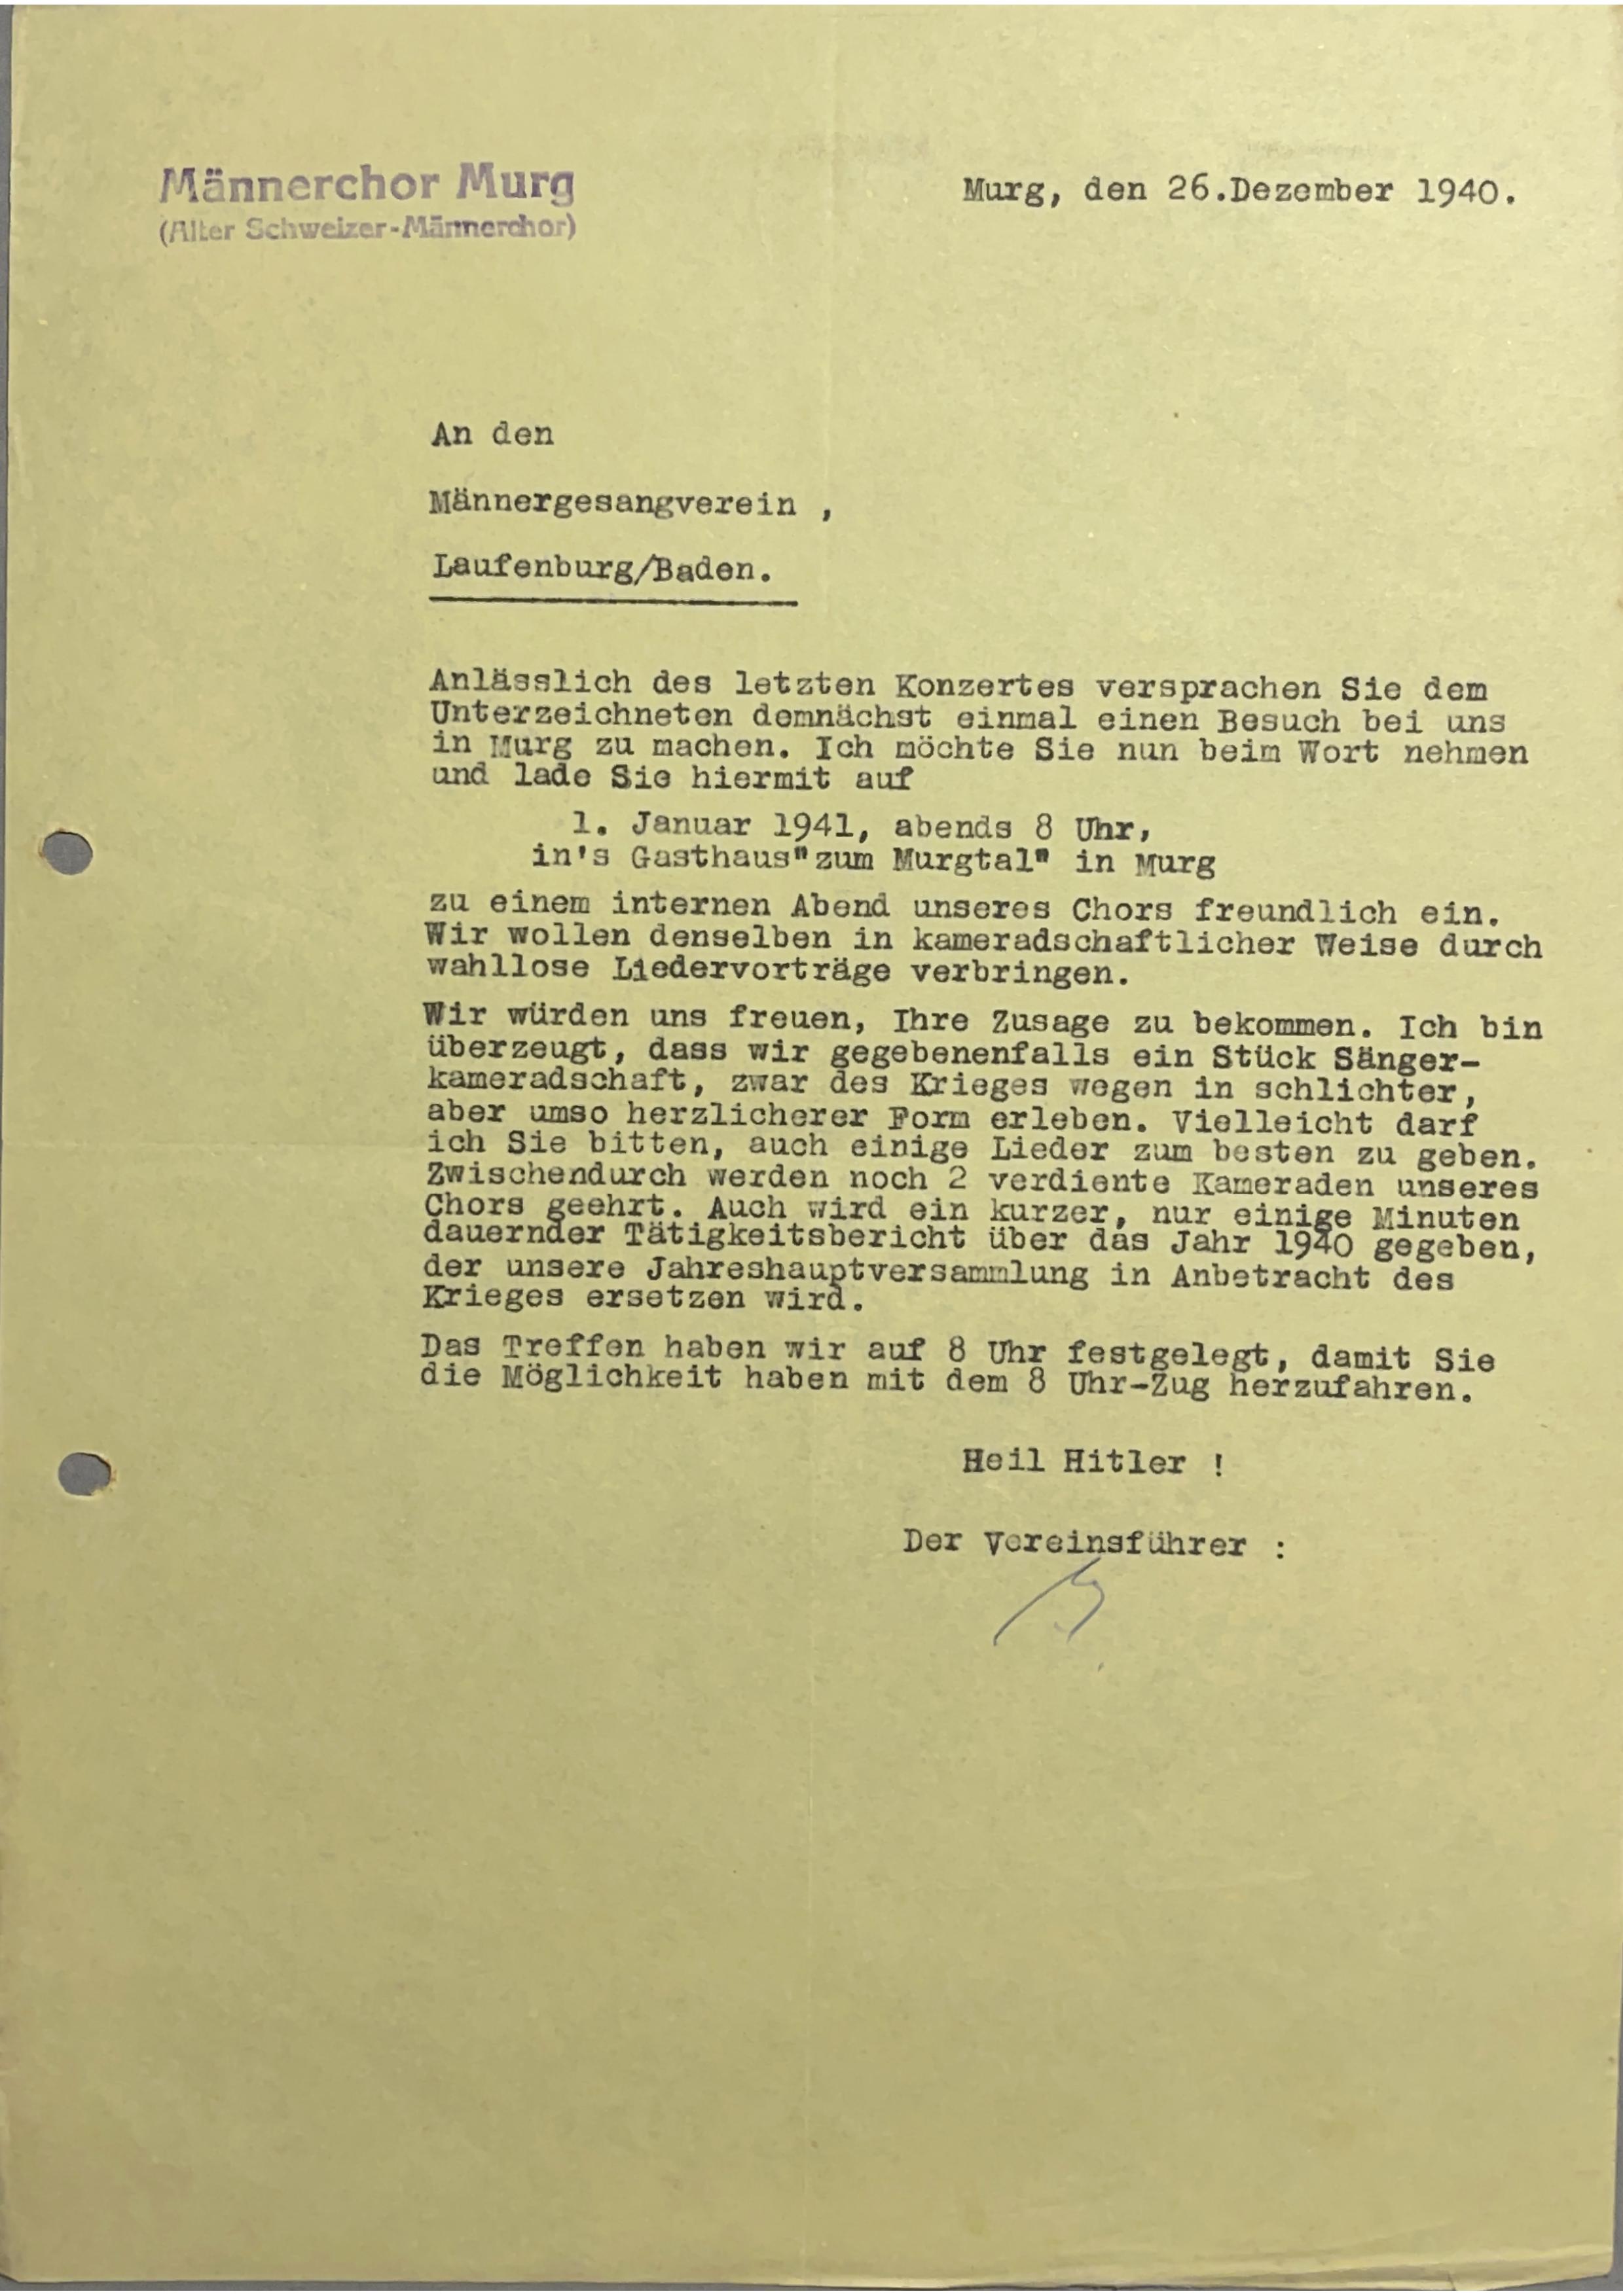 Männerchor Murg
(Alter Schweizer-Männerchor)
Murg, den 26.Dezember 1940.
An den
Männergesangverein ,
Laufenburg/Baden.
Anlässlich des letzten Konzertes versprachen Sie dem
Unterzeichneten demnächst einmal einen Besuch bei uns
in Murg zu machen. Ich möchte Sie nun beim Wort nehmen
und lade Sie hiermit auf
1. Januar 1941, abends 8 Uhr,
in's Gasthaus"zum Murgtal" in Murg
zu einem internen Abend unseres Chors freundlich ein.
Wir wollen denselben in kameradschaftlicher Weise durch
wahllose Liedervorträge verbringen.
Wir würden uns freuen, Ihre Zusage zu bekommen. Ich bin
überzeugt, dass wir gegebenenfalls ein Stück Sänger-
kameradschaft, zwar des Krieges wegen in schlichter,
aber umso herzlicherer Form erleben. Vielleicht darf
ich Sie bitten, auch einige Lieder zum besten zu geben.
Zwischendurch werden noch 2 verdiente Kameraden unseres
Chors geehrt. Auch wird ein kurzer, nur einige Minuten
dauernder Tätigkeitsbericht über das Jahr 1940 gegeben,
der unsere Jahreshauptversammlung in Anbetracht des
Krieges ersetzen wird.
Das Treffen haben wir auf 8 Uhr festgelegt, damit Sie
die Möglichkeit haben mit dem 8 Uhr-Zug herzufahren.
Heil Hitler !
Der Vereinsführer :